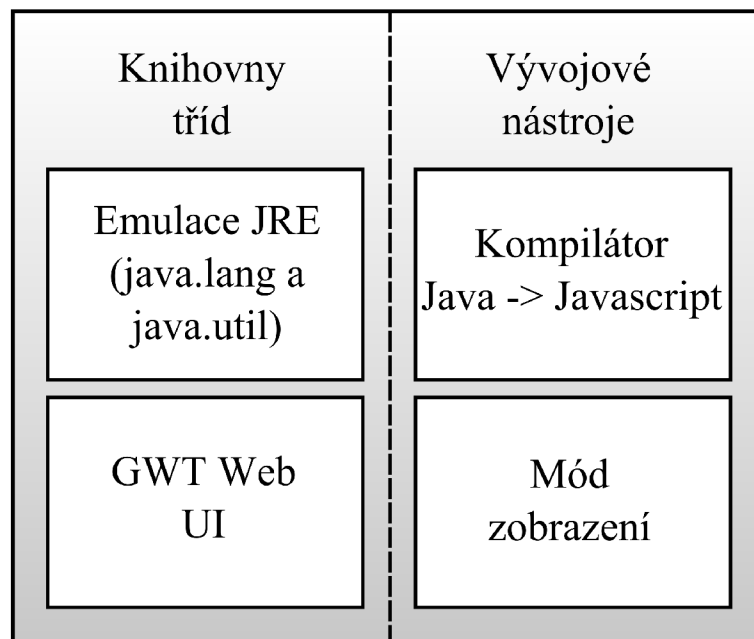 Knihovny
tříd
Emulace JRE
(java.lang a
java.util)
GWT Web
UI
Vývojové
nástroje
Kompilátor
Java -> Javascript
Mód
zobrazení